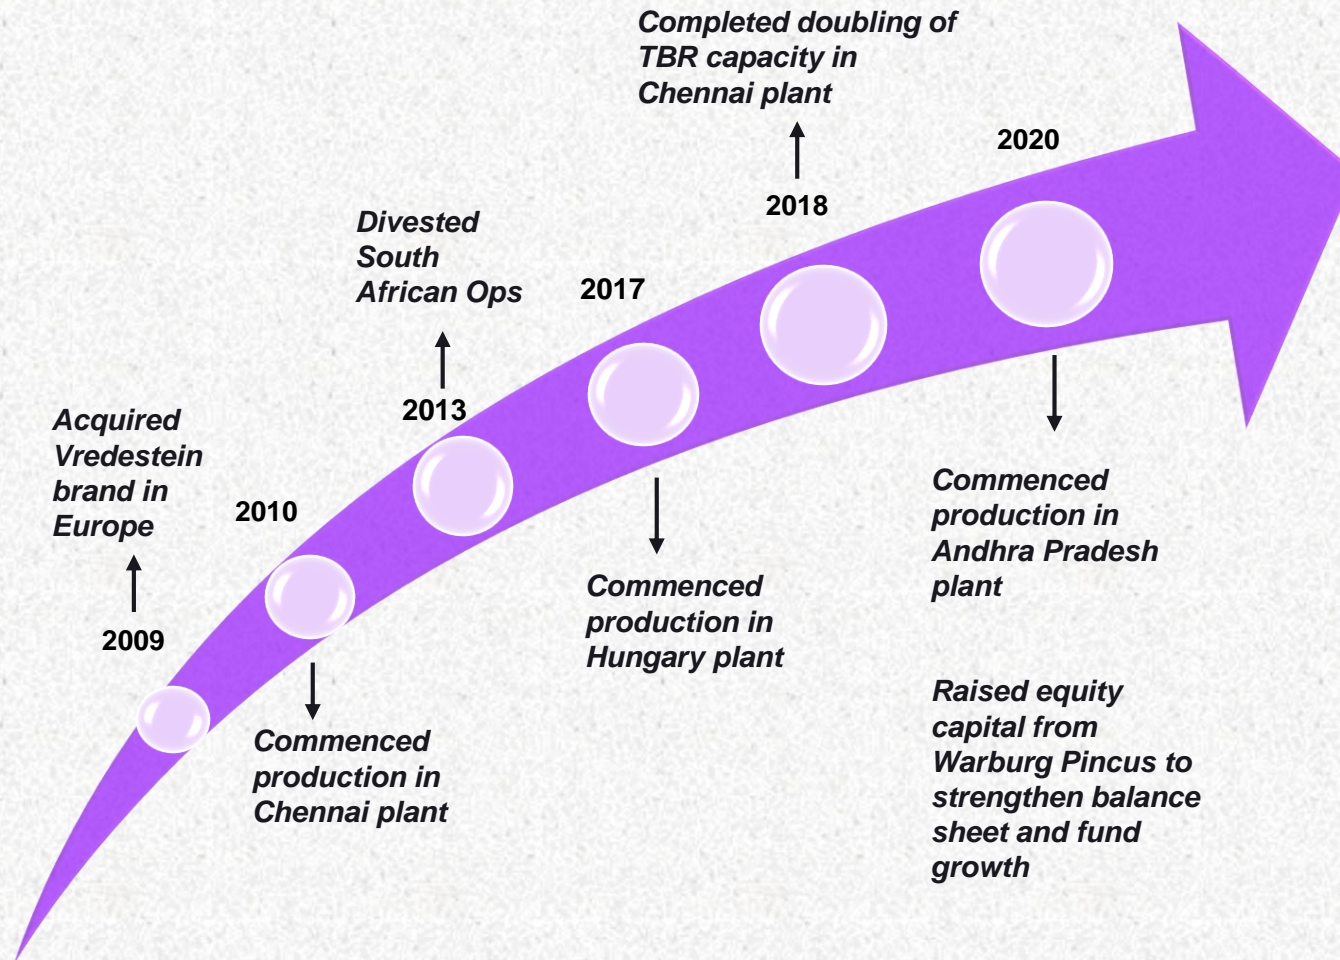 Acquired
Vredestein
brand in
Europe
2009
2010
Commenced
production in
Chennai plant
Divested
South
African Ops
2013
2017
Commenced
production in
Hungary plant
Completed doubling of
TBR capacity in
Chennai plant
2018
2020
Commenced
production in
Andhra Pradesh
plant
Raised equity
capital from
Warburg Pincus to
strengthen balance
sheet and fund
growth